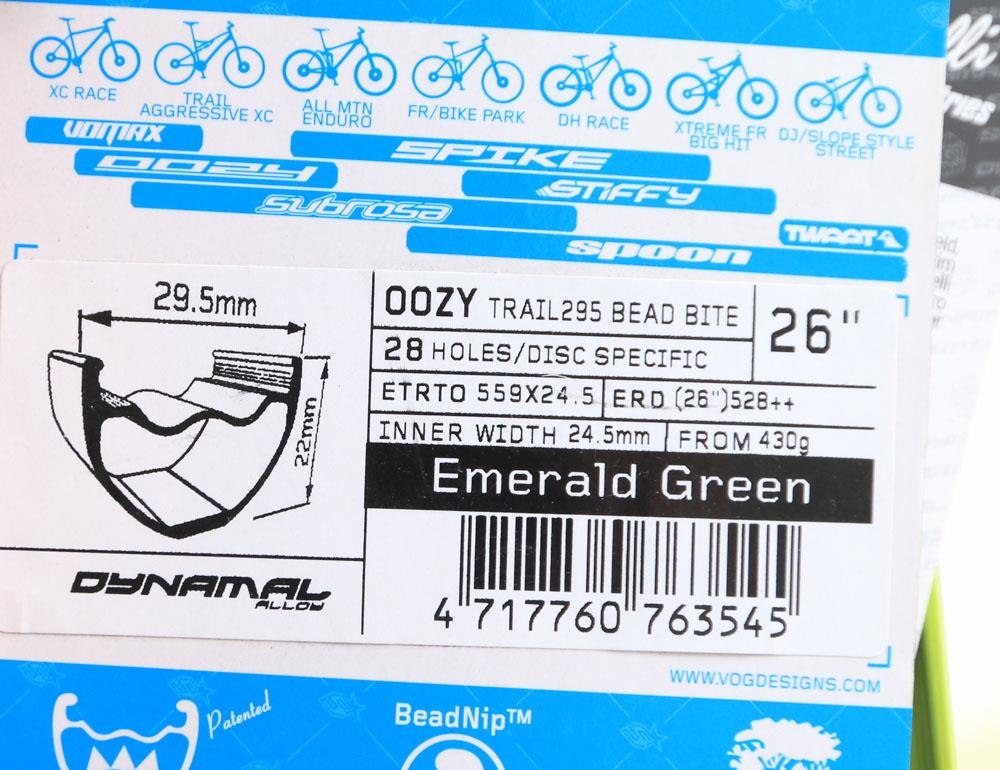 XC RACE
TRAIL
AGGRESSIVE XC
ALL MTN
ENDURO
FR/BIKE PARK
DH RACE
XTREME FR
BIG HIT
DJ/SLOPE STYLE
STREET
VOMAX
OOZY
SPIKE
STIFFY
subrosa
TWEET
spoon
29.5mm
22mm
OOZY TRAIL295 BEAD BITE
26"
28 HOLES/DISC SPECIFIC
ETRTO 559X24.5
ERD (26")528++
INNER WIDTH 24.5mm
FROM 430g
Emerald Green
DYNAMAL
ALLOY
4 717760 763545
WWW.VOGDESIGNS.COM
Patented
BeadNip™